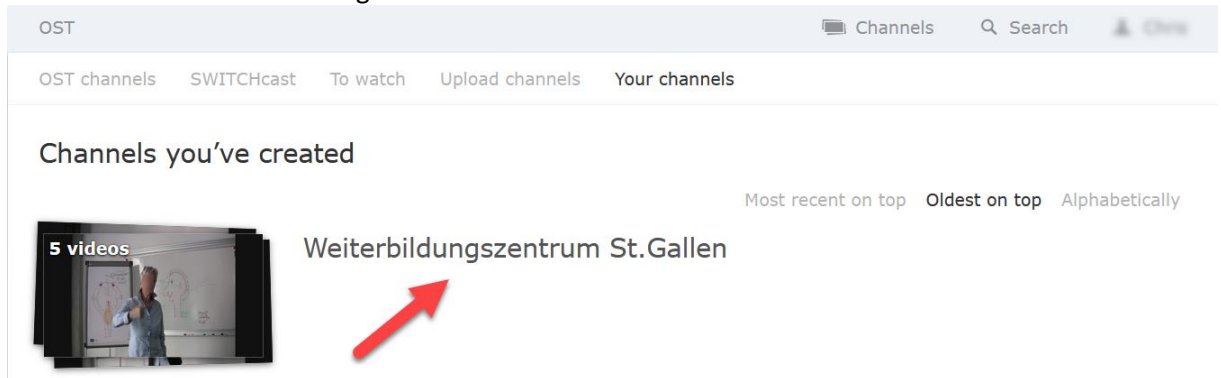 OST Channels Search
OST channels SWITCHcast To watch Upload channels Your channels
Channels you’ve created
Most recent on top Oldest on top Alphabetically
5 videos
Weiterbildungszentrum St.Gallen